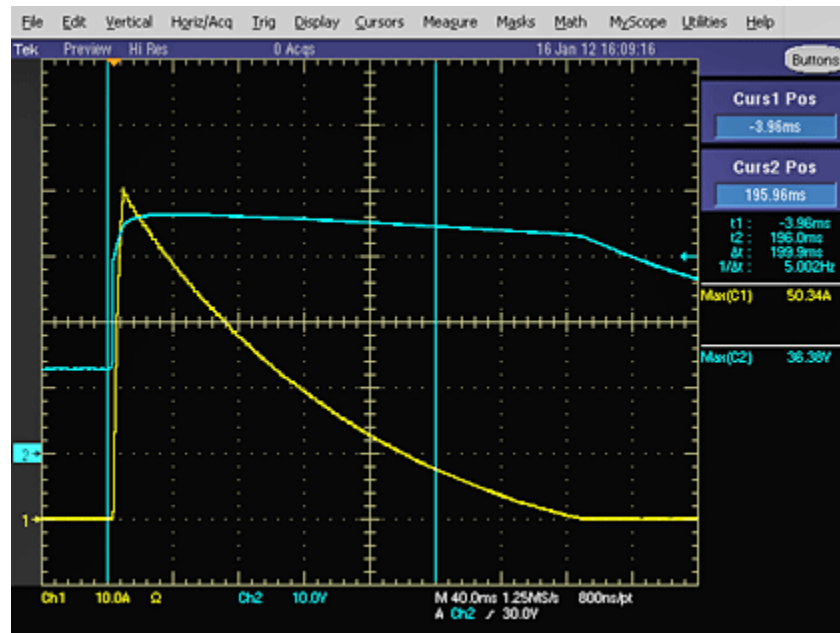 File Edit Vertical Horiz/Acq Trig Display Cursors Measure Masks Math MyScope Utilities Help
Tek Preview Hi Res 0 Acqs 16 Jan 12 16:09:16
Buttons
Curs1 Pos
-3.96ms
Curs2 Pos
195.96ms
t1: -3.96ms
t2: 196.0ms
Δt: 199.9ms
1/Δt: 5.002Hz
Max(C1) 50.34A
Max(C2) 36.38V
2
1
Ch1 10.0A Ω Ch2 10.0V M 40.0ms 1.25MS/s 800ns/pt
A Ch2 ∕ 30.0V